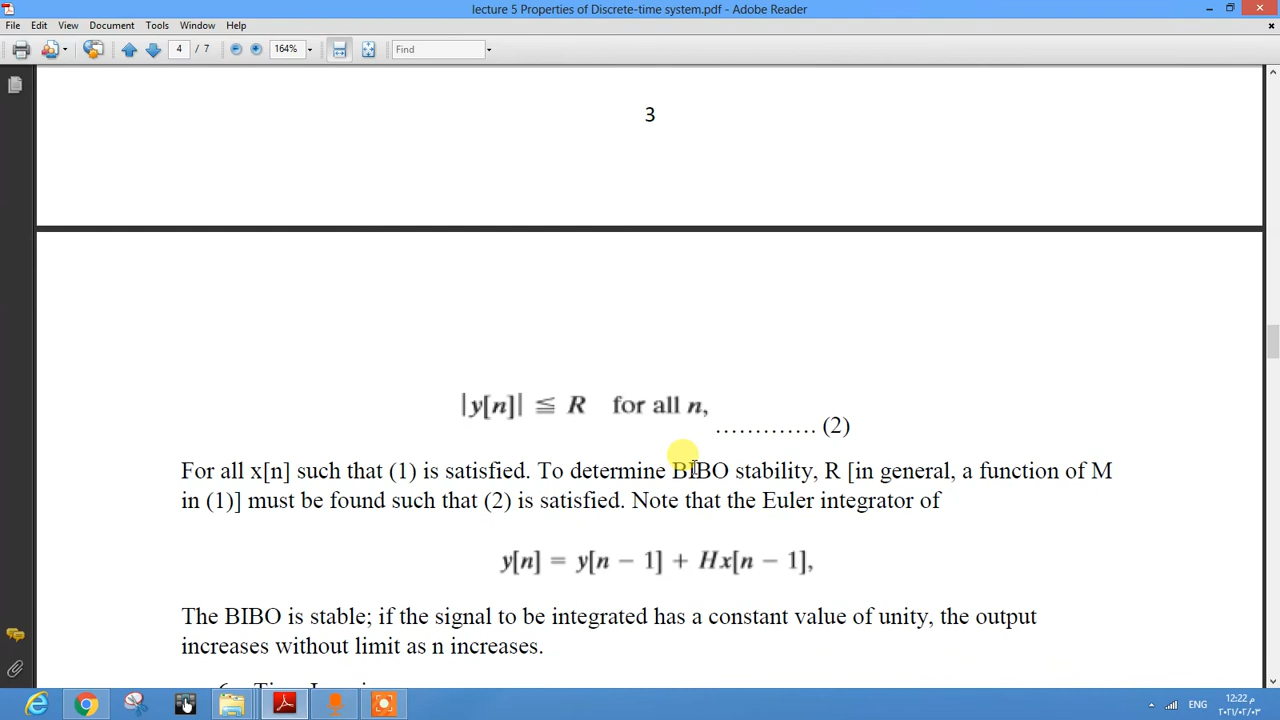 lecture 5 Properties of Discrete-time system.pdf - Adobe Reader
File Edit View Document Tools Window Help
4 / 7 164% Find
3
|y[n]| ≦ R for all n, ............. (2)
For all x[n] such that (1) is satisfied. To determine BIBO stability, R [in general, a function of M
in (1)] must be found such that (2) is satisfied. Note that the Euler integrator of
y[n] = y[n − 1] + Hx[n − 1],
The BIBO is stable; if the signal to be integrated has a constant value of unity, the output
increases without limit as n increases.
ENG
12:22 م
٢٠٢١/٠٢/٠٣